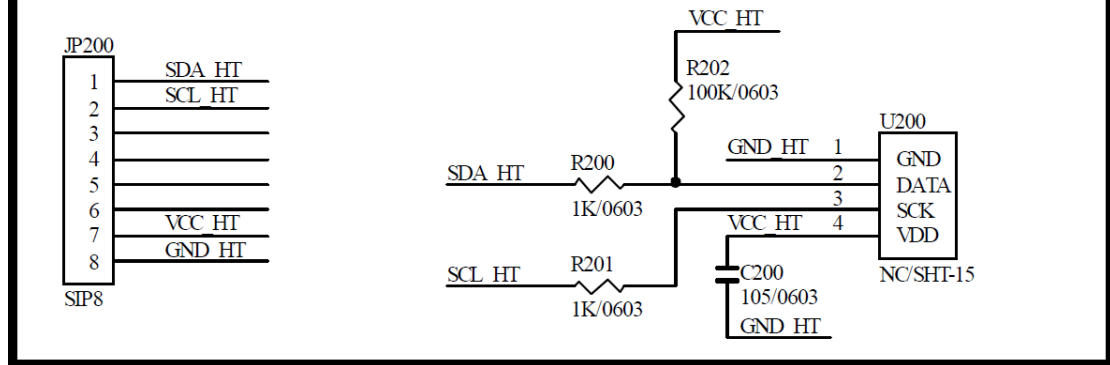 JP200
1 SDA_HT
2 SCL_HT
3
4
5
6
7 VCC_HT
8 GND_HT
SIP8
VCC_HT
R202
100K/0603
SDA_HT
R200
1K/0603
SCL_HT
R201
1K/0603
U200
GND_HT 1 GND
2 DATA
3 SCK
VCC_HT 4 VDD
NC/SHT-15
C200
105/0603
GND_HT